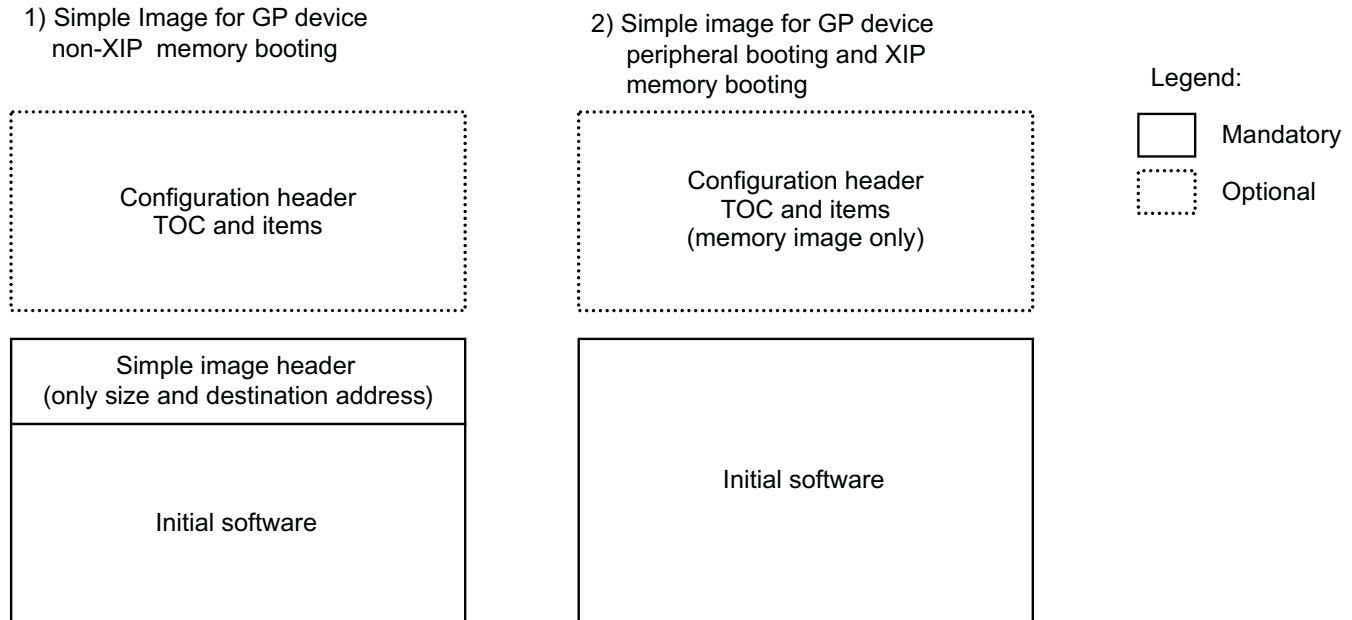 1) Simple Image for GP device
non-XIP memory booting
Configuration header
TOC and items
Simple image header
(only size and destination address)
Initial software
2) Simple image for GP device
peripheral booting and XIP
memory booting
Configuration header
TOC and items
(memory image only)
Initial software
Legend:
Mandatory
Optional